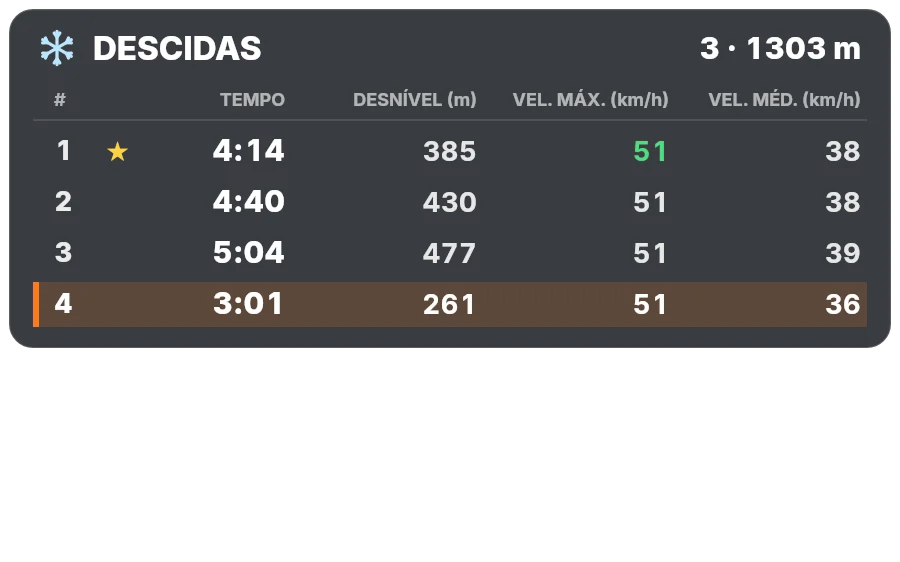 DESCIDAS 3 · 1303 m
# TEMPO DESNÍVEL (m) VEL. MÁX. (km/h) VEL. MÉD. (km/h)
1 ★ 4:14 385 51 38
2 4:40 430 51 38
3 5:04 477 51 39
4 3:01 261 51 36